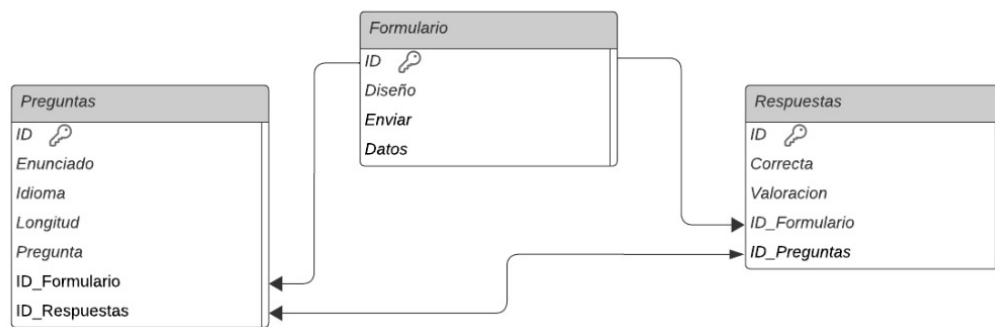 Formulario
ID
Diseño
Enviar
Datos
Preguntas
ID
Enunciado
Idioma
Longitud
Pregunta
ID_Formulario
ID_Respuestas
Respuestas
ID
Correcta
Valoracion
ID_Formulario
ID_Preguntas